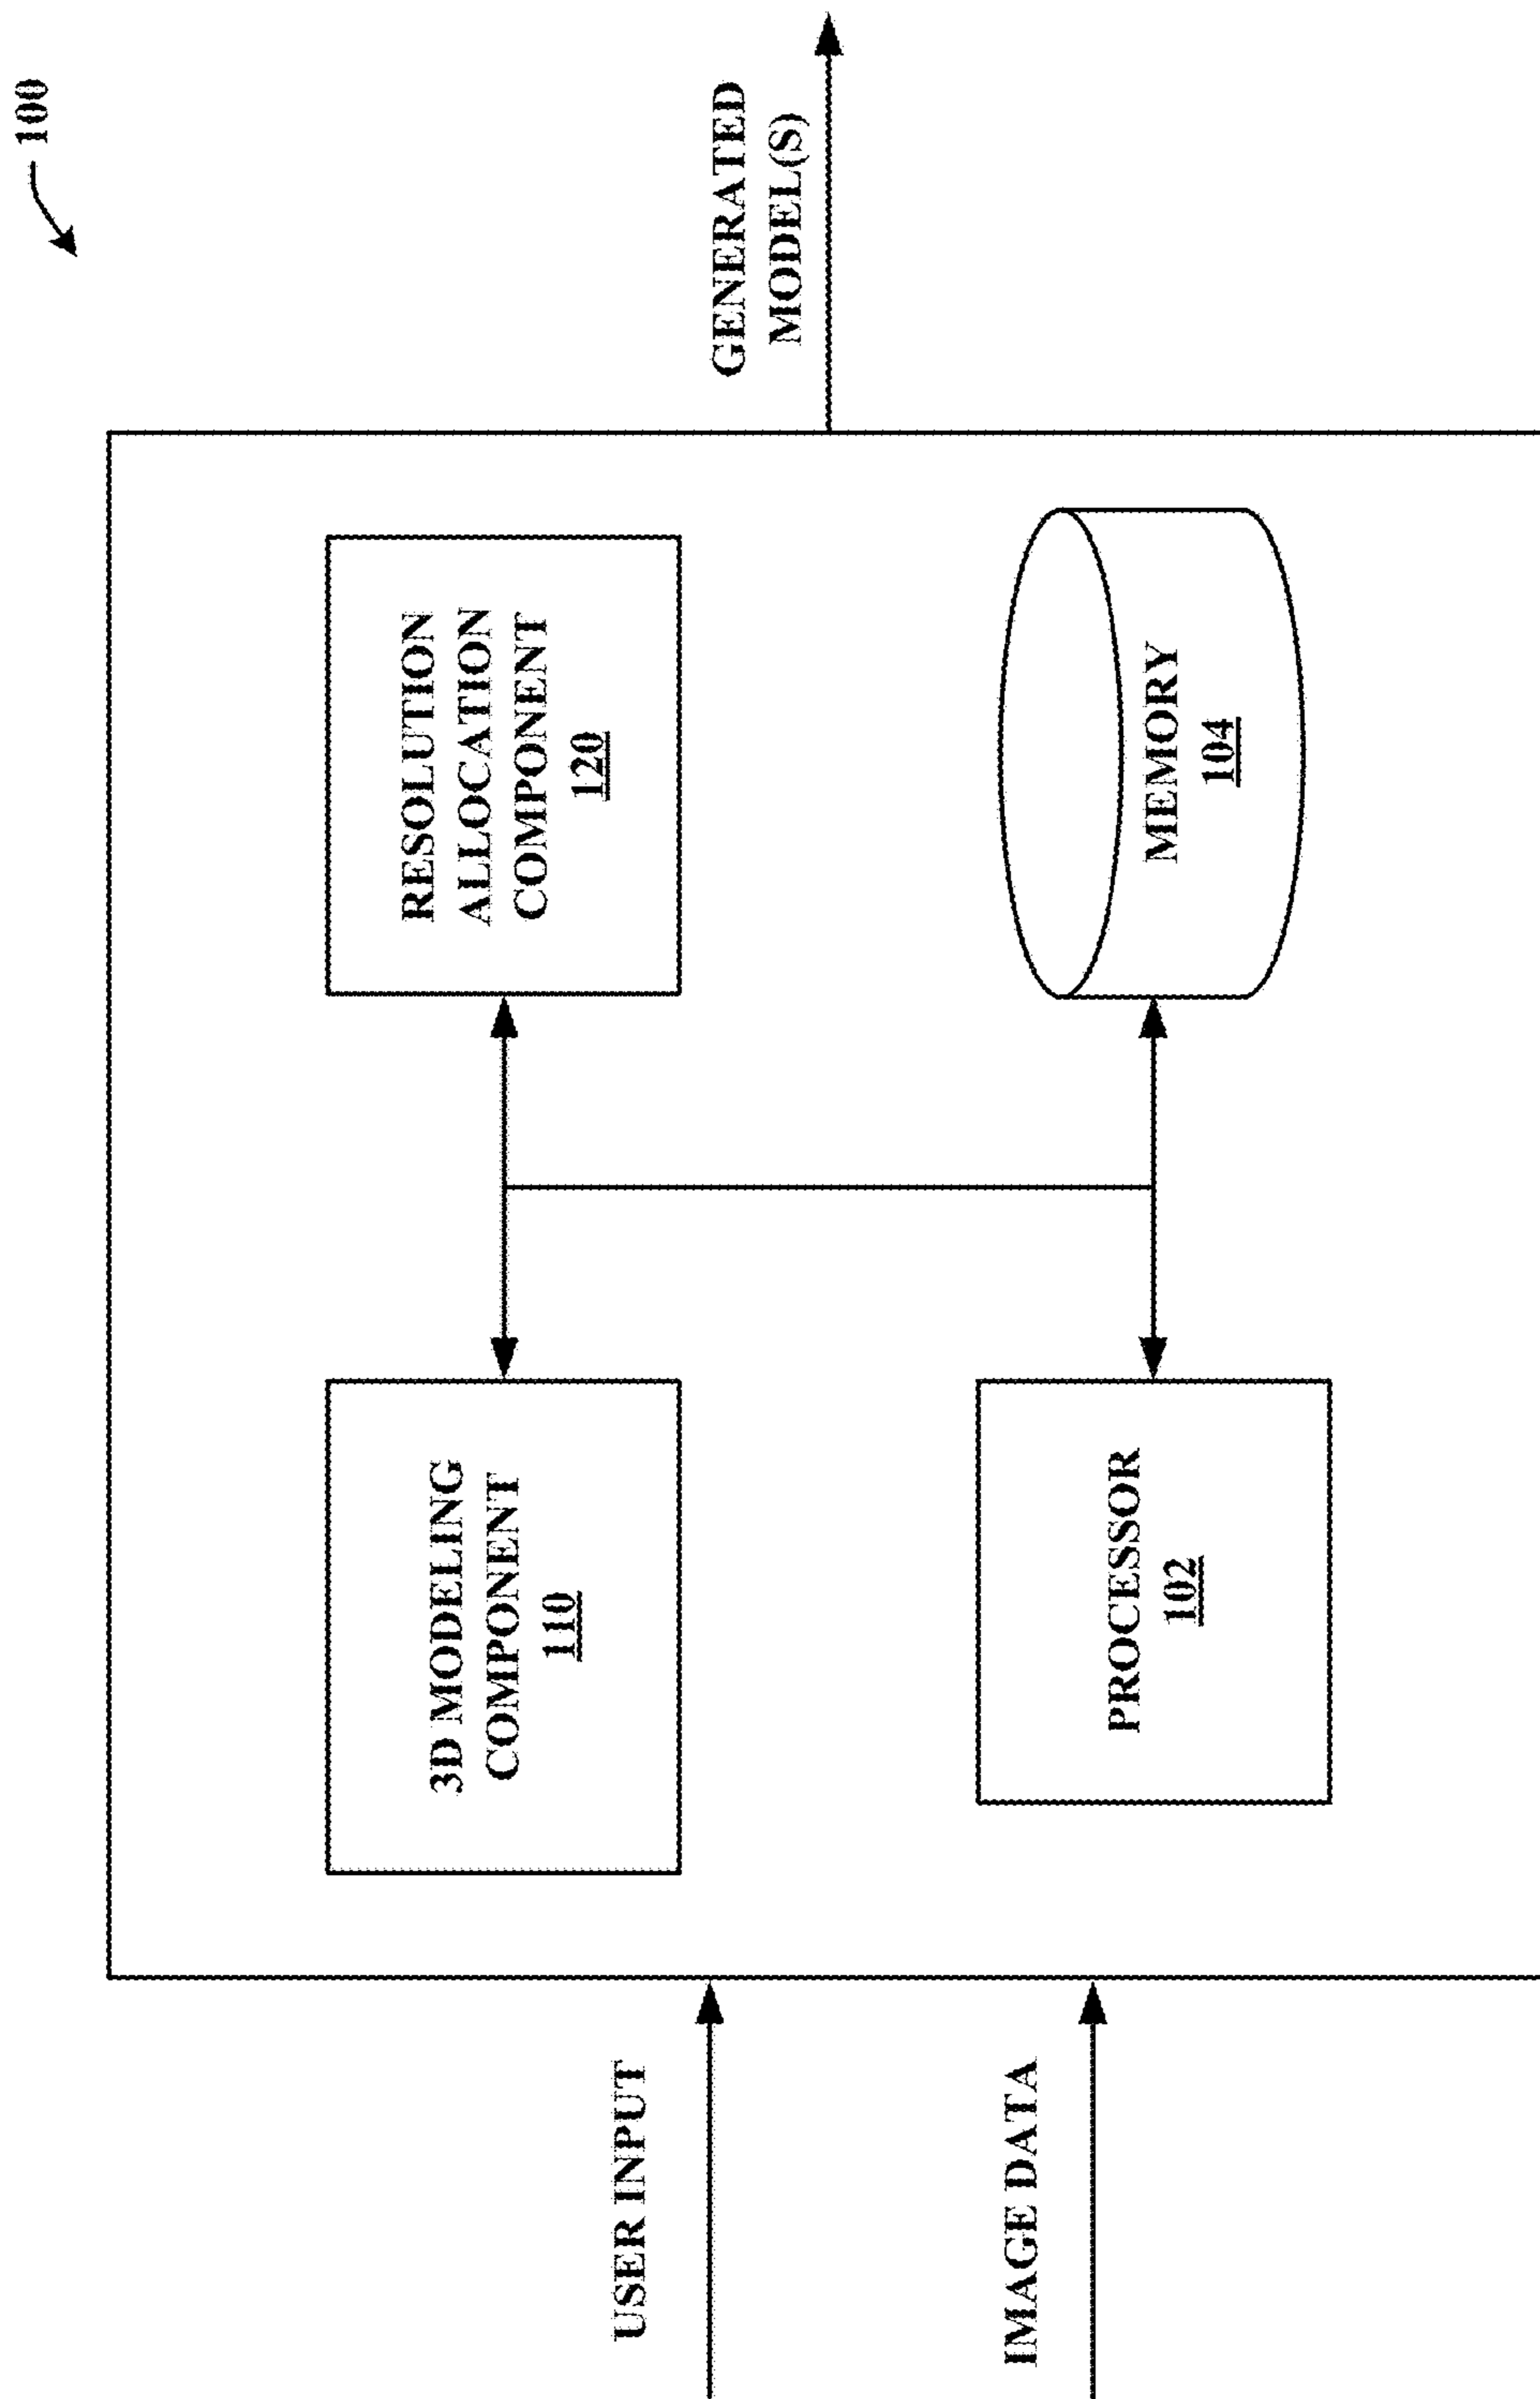 100
USER INPUT
IMAGE DATA
3D MODELING
COMPONENT
110
RESOLUTION
ALLOCATION
COMPONENT
120
PROCESSOR
102
MEMORY
104
GENERATED
MODEL(S)